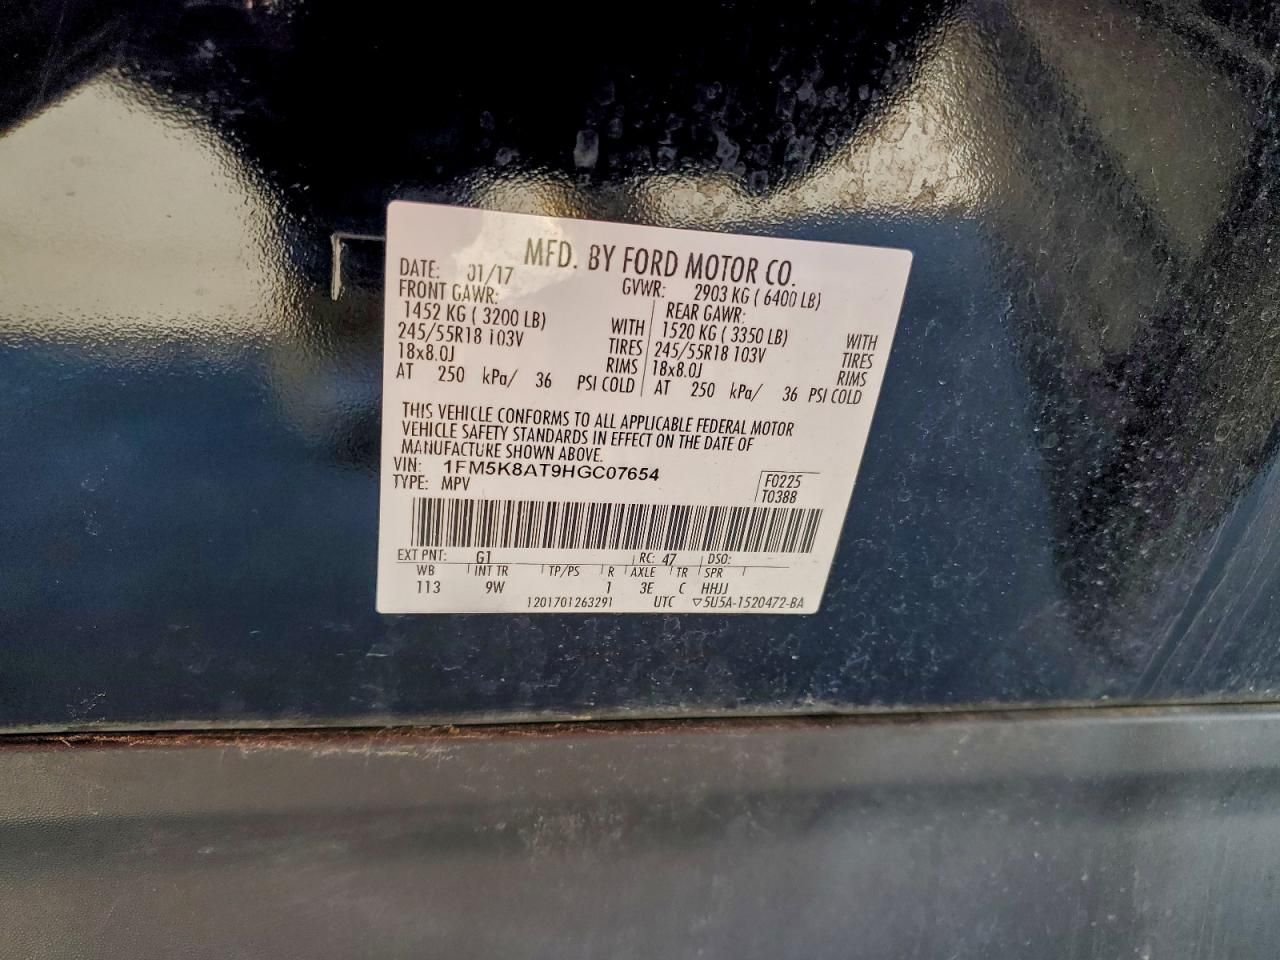 MFD. BY FORD MOTOR CO.
DATE: 01/17 GVWR: 2903 KG ( 6400 LB)
FRONT GAWR: REAR GAWR:
1452 KG ( 3200 LB) WITH 1520 KG ( 3350 LB) WITH
245/55R18 103V TIRES 245/55R18 103V TIRES
18x8.0J RIMS 18x8.0J RIMS
AT 250 kPa/ 36 PSI COLD AT 250 kPa/ 36 PSI COLD
THIS VEHICLE CONFORMS TO ALL APPLICABLE FEDERAL MOTOR
VEHICLE SAFETY STANDARDS IN EFFECT ON THE DATE OF
MANUFACTURE SHOWN ABOVE.
VIN: 1FM5K8AT9HGC07654
TYPE: MPV
F0225
T0388
EXT PNT: G1 RC: 47 DSO:
WB INT TR TP/PS R AXLE TR SPR
113 9W 1 3E C HHJJ
1201701263291 UTC ▽5U5A-1520472-BA